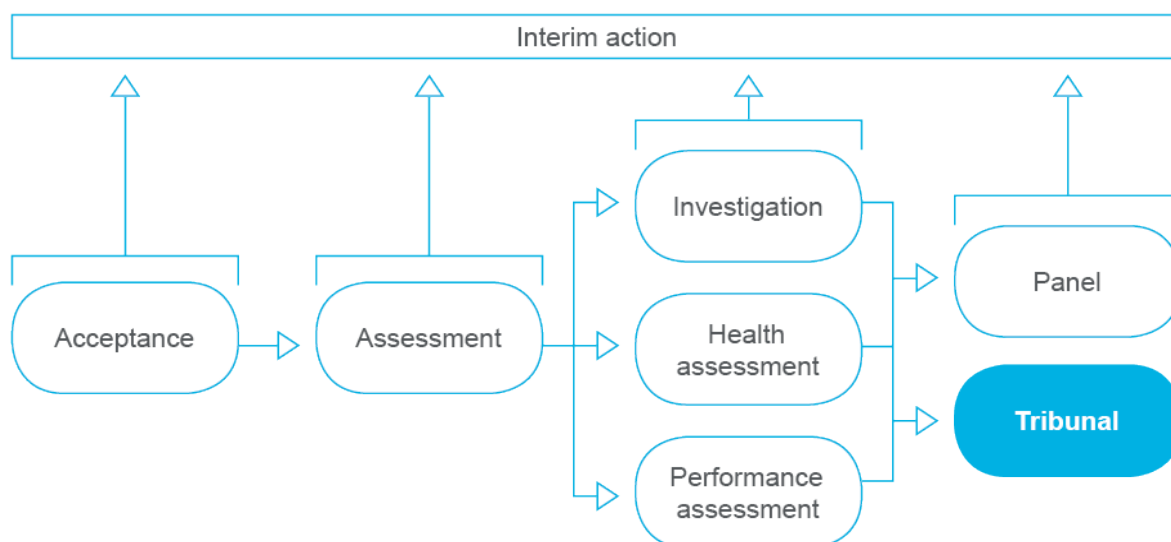 Interim action
Acceptance
Assessment
Investigation
Health
assessment
Performance
assessment
Panel
Tribunal